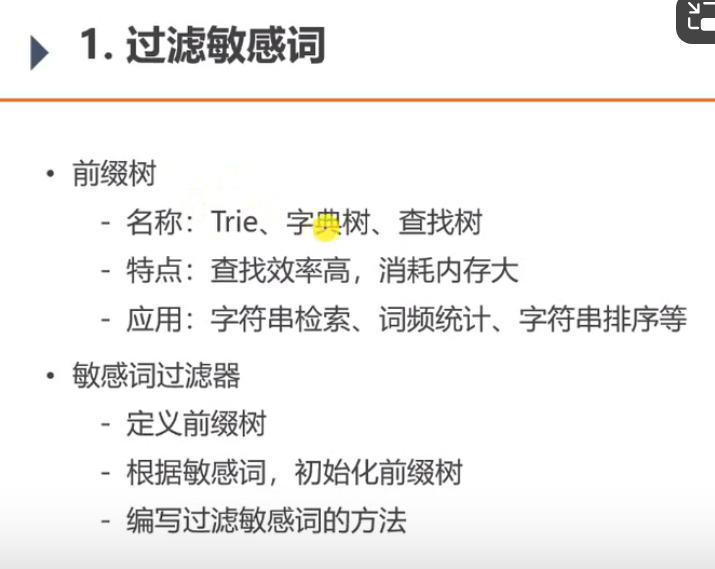 1. 过滤敏感词
• 前缀树
- 名称：Trie、字典树、查找树
- 特点：查找效率高，消耗内存大
- 应用：字符串检索、词频统计、字符串排序等
• 敏感词过滤器
- 定义前缀树
- 根据敏感词，初始化前缀树
- 编写过滤敏感词的方法